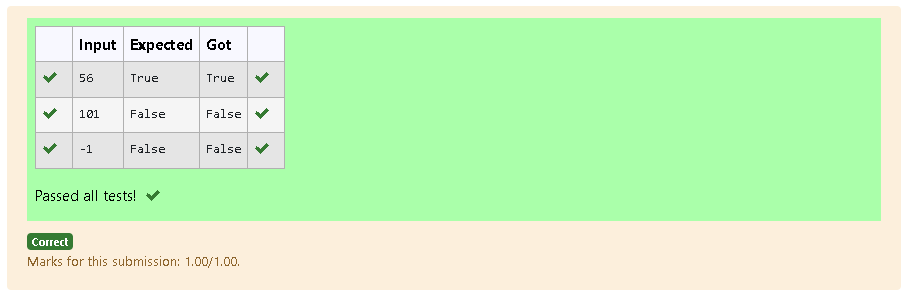 Input Expected Got
56 True True
101 False False
-1 False False
Passed all tests!
Correct
Marks for this submission: 1.00/1.00.